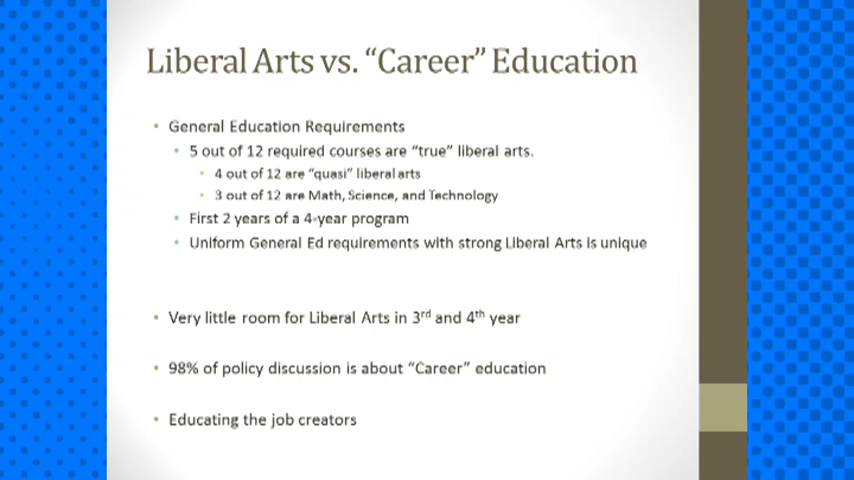 Liberal Arts vs. “Career” Education
• General Education Requirements
• 5 out of 12 required courses are “true” liberal arts.
• 4 out of 12 are “quasi” liberal arts
• 3 out of 12 are Math, Science, and Technology
• First 2 years of a 4-year program
• Uniform General Ed requirements with strong Liberal Arts is unique
• Very little room for Liberal Arts in 3rd and 4th year
• 98% of policy discussion is about “Career” education
• Educating the job creators